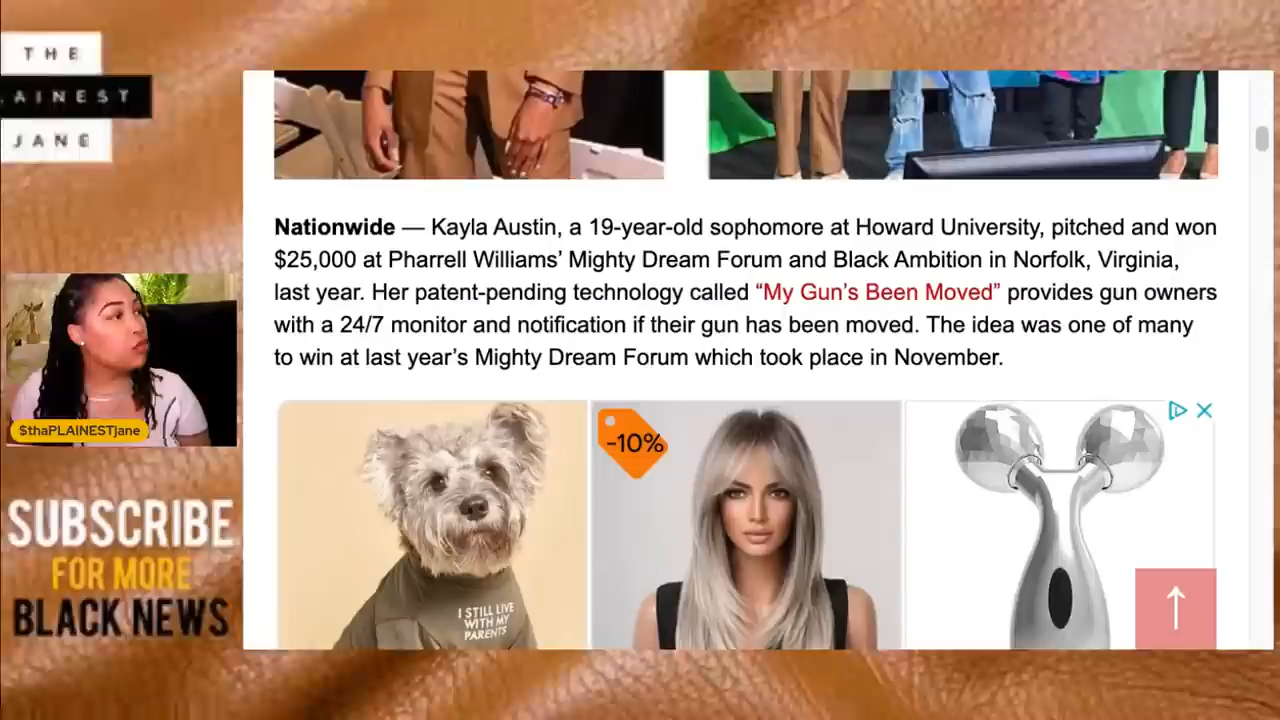 THE
LAINEST
JANE
Nationwide — Kayla Austin, a 19-year-old sophomore at Howard University, pitched and won
$25,000 at Pharrell Williams’ Mighty Dream Forum and Black Ambition in Norfolk, Virginia,
last year. Her patent-pending technology called “My Gun’s Been Moved” provides gun owners
with a 24/7 monitor and notification if their gun has been moved. The idea was one of many
to win at last year’s Mighty Dream Forum which took place in November.
$thaPLAINESTjane
-10%
SUBSCRIBE
FOR MORE
BLACK NEWS
I STILL LIVE
WITH MY
PARENTS